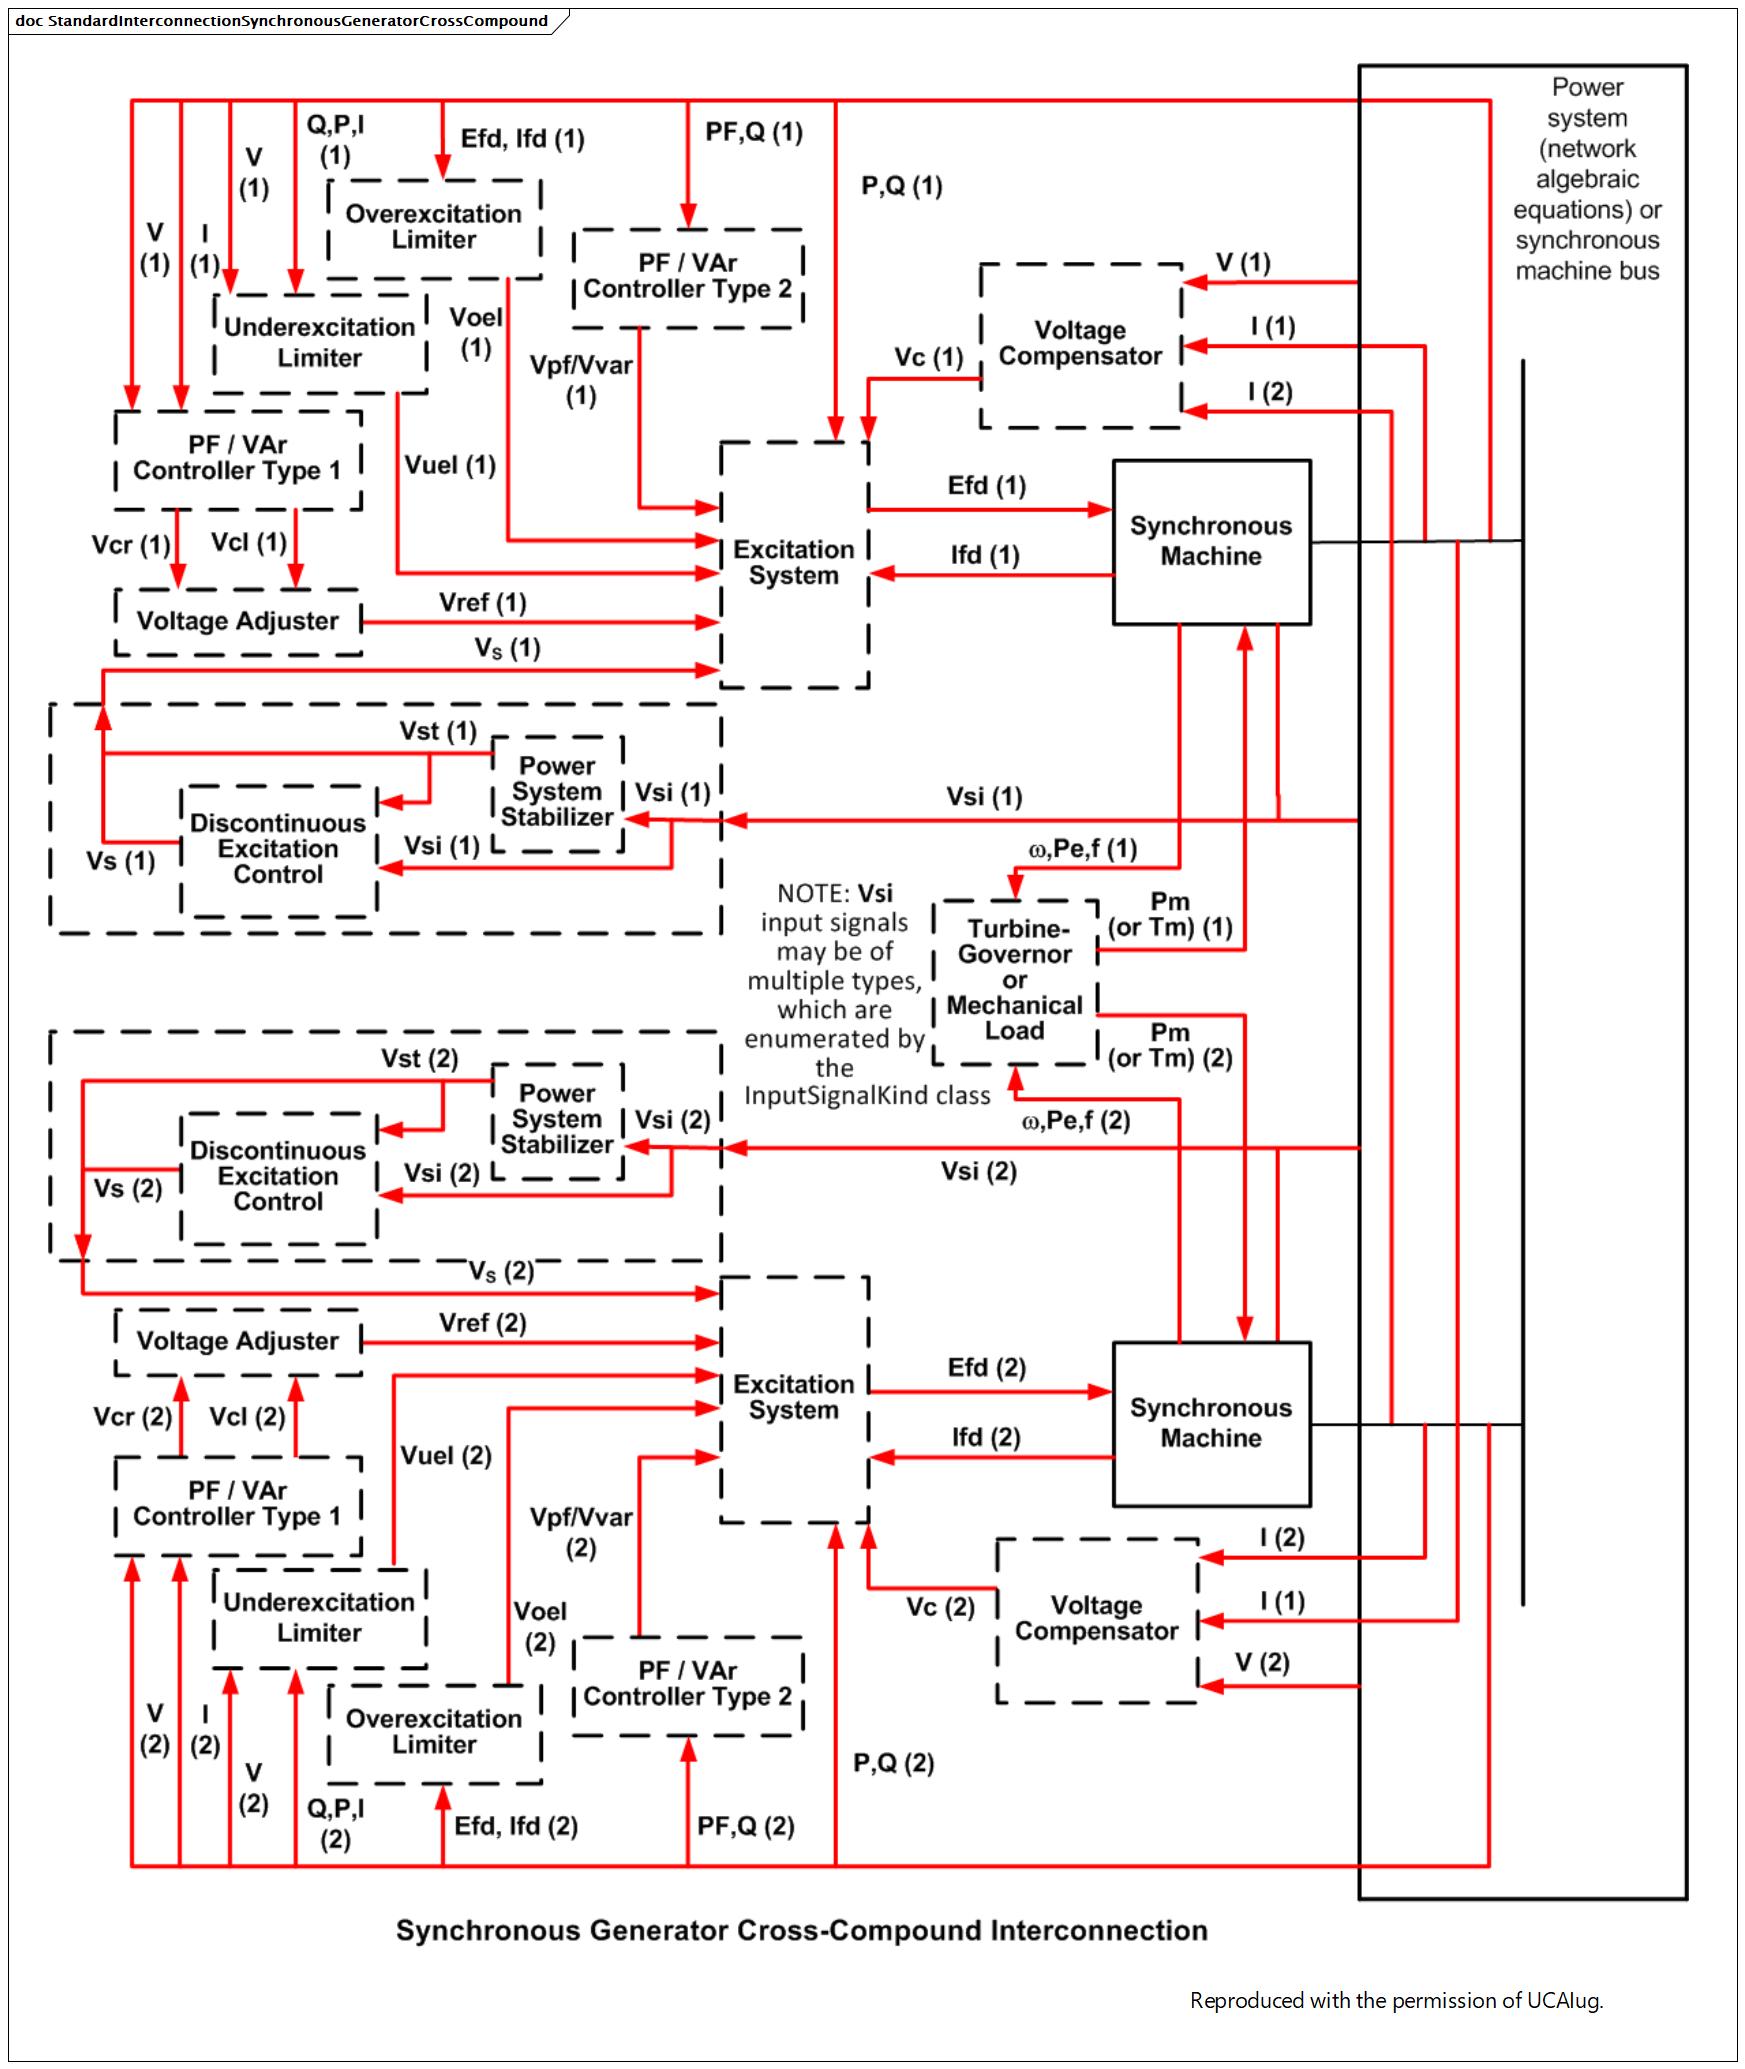 doc StandardInterconnectionSynchronousGeneratorCrossCompound
Power
system
(network
algebraic
equations) or
synchronous
machine bus
Q,P,I
(1)
Efd, Ifd (1)
PF,Q (1)
P,Q (1)
V
(1)
V
(1)
I
(1)
Overexcitation
Limiter
PF / VAr
Controller Type 2
Underexcitation
Limiter
Voel
(1)
Vpf/Vvar
(1)
Vc (1)
Voltage
Compensator
V (1)
I (1)
I (2)
PF / VAr
Controller Type 1
Vuel (1)
Vcr (1)
Vcl (1)
Voltage Adjuster
Vref (1)
Vs (1)
Excitation
System
Efd (1)
Ifd (1)
Synchronous
Machine
Vst (1)
Power
System
Stabilizer
Vsi (1)
Vsi (1)
Discontinuous
Excitation
Control
Vsi (1)
Vs (1)
ω,Pe,f (1)
NOTE: Vsi
input signals
may be of
multiple types,
which are
enumerated by
the
InputSignalKind class
Turbine-
Governor
or
Mechanical
Load
Pm
(or Tm) (1)
Pm
(or Tm) (2)
ω,Pe,f (2)
Vst (2)
Power
System
Stabilizer
Vsi (2)
Vsi (2)
Discontinuous
Excitation
Control
Vsi (2)
Vs (2)
Vs (2)
Voltage Adjuster
Vref (2)
Excitation
System
Efd (2)
Ifd (2)
Synchronous
Machine
Vcr (2)
Vcl (2)
Vuel (2)
PF / VAr
Controller Type 1
Vpf/Vvar
(2)
Underexcitation
Limiter
Voel
(2)
Vc (2)
Voltage
Compensator
I (2)
I (1)
V (2)
PF / VAr
Controller Type 2
Overexcitation
Limiter
V
(2)
I
(2)
V
(2)
Q,P,I
(2)
Efd, Ifd (2)
PF,Q (2)
P,Q (2)
Synchronous Generator Cross-Compound Interconnection
Reproduced with the permission of UCAIug.